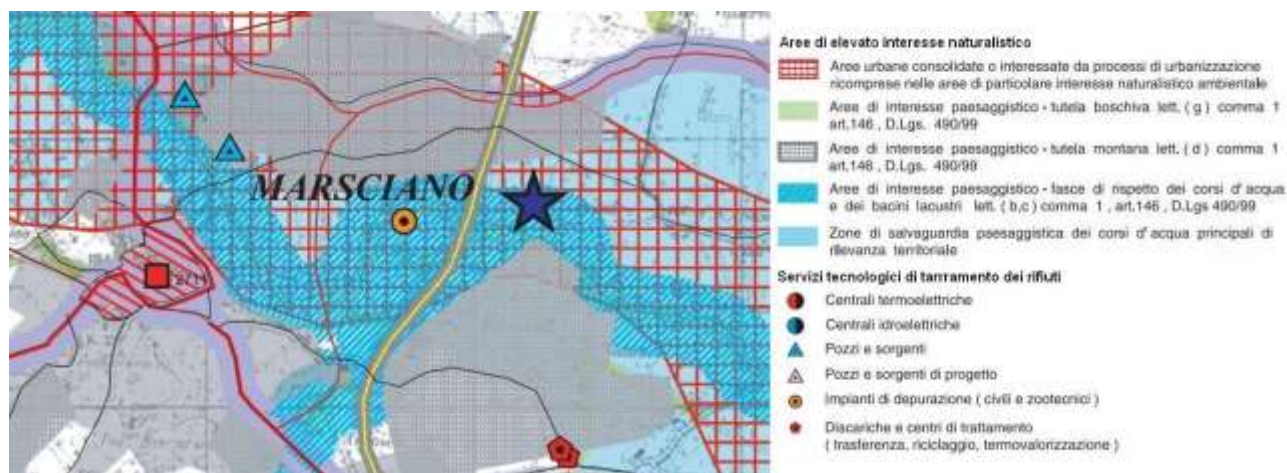 MARSCIANO
Aree di elevato interesse naturalistico
Aree urbane consolidate o interessate da processi di urbanizzazione
ricomprese nelle aree di particolare interesse naturalistico ambientale
Aree di interesse paesaggistico - tutela boschiva lett. ( g ) comma 1
art.146 , D.Lgs. 490/99
Aree di interesse paesaggistico - tutela montana lett. ( d ) comma 1
art.146 , D.Lgs. 490/99
Aree di interesse paesaggistico - fasce di rispetto dei corsi d'acqua
e dei bacini lacustri lett. ( b,c ) comma 1 , art.146 , D.Lgs 490/99
Zone di salvaguardia paesaggistica dei corsi d'acqua principali di
rilevanza territoriale
Servizi tecnologici di tarrramento dei rifiuti
Centrali termoelettriche
Centrali idroelettriche
Pozzi e sorgenti
Pozzi e sorgenti di progetto
Impianti di depurazione ( civili e zootecnici )
Discariche e centri di trattamento
( trasferenza, riciclaggio, termovalorizzazione )